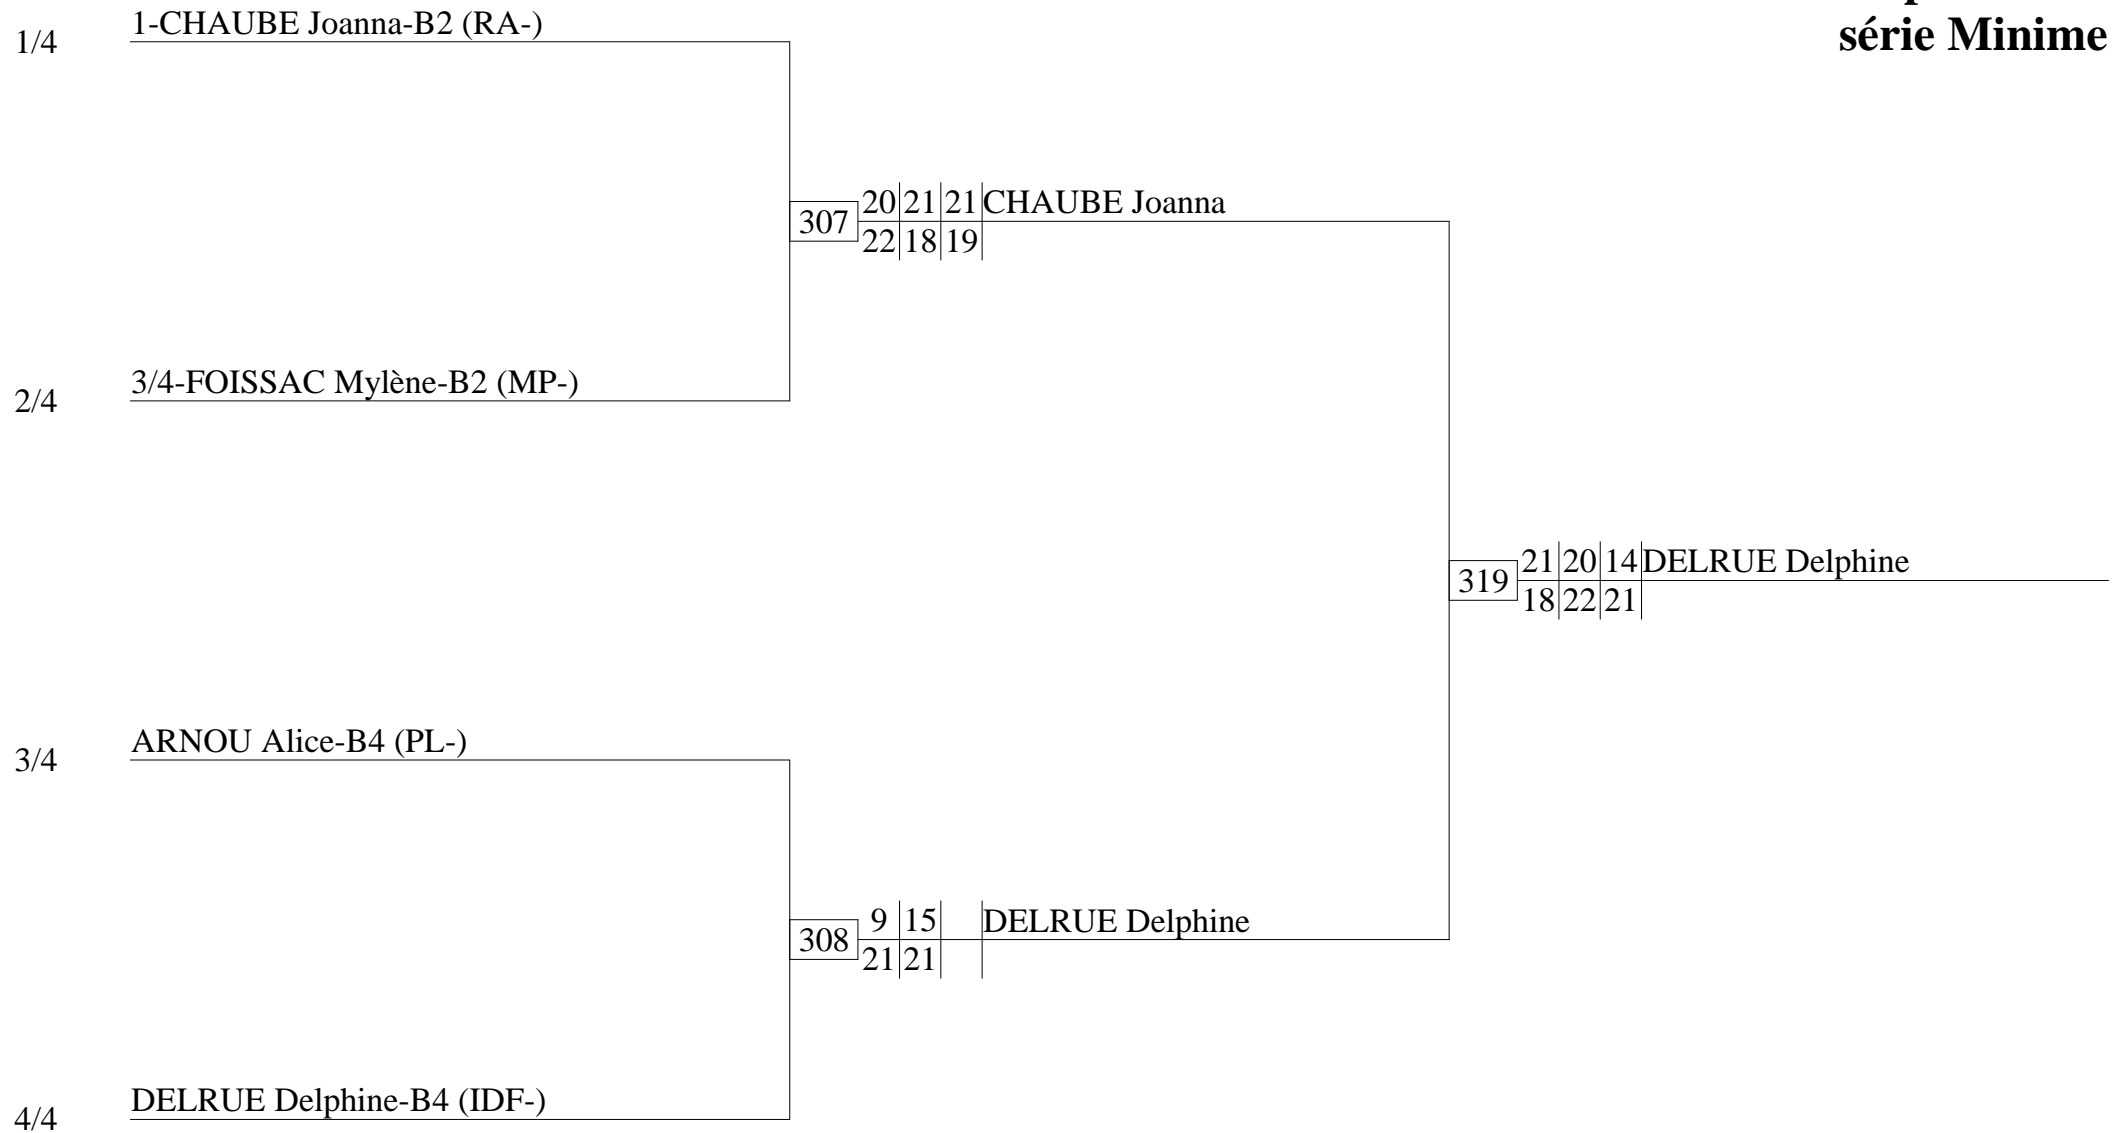 série Minime
1/4
1-CHAUBE Joanna-B2 (RA-)
307
20 21 21 CHAUBE Joanna
22 18 19
2/4
3/4-FOISSAC Mylène-B2 (MP-)
319
21 20 14 DELRUE Delphine
18 22 21
3/4
ARNOU Alice-B4 (PL-)
308
9 15 DELRUE Delphine
21 21
4/4
DELRUE Delphine-B4 (IDF-)